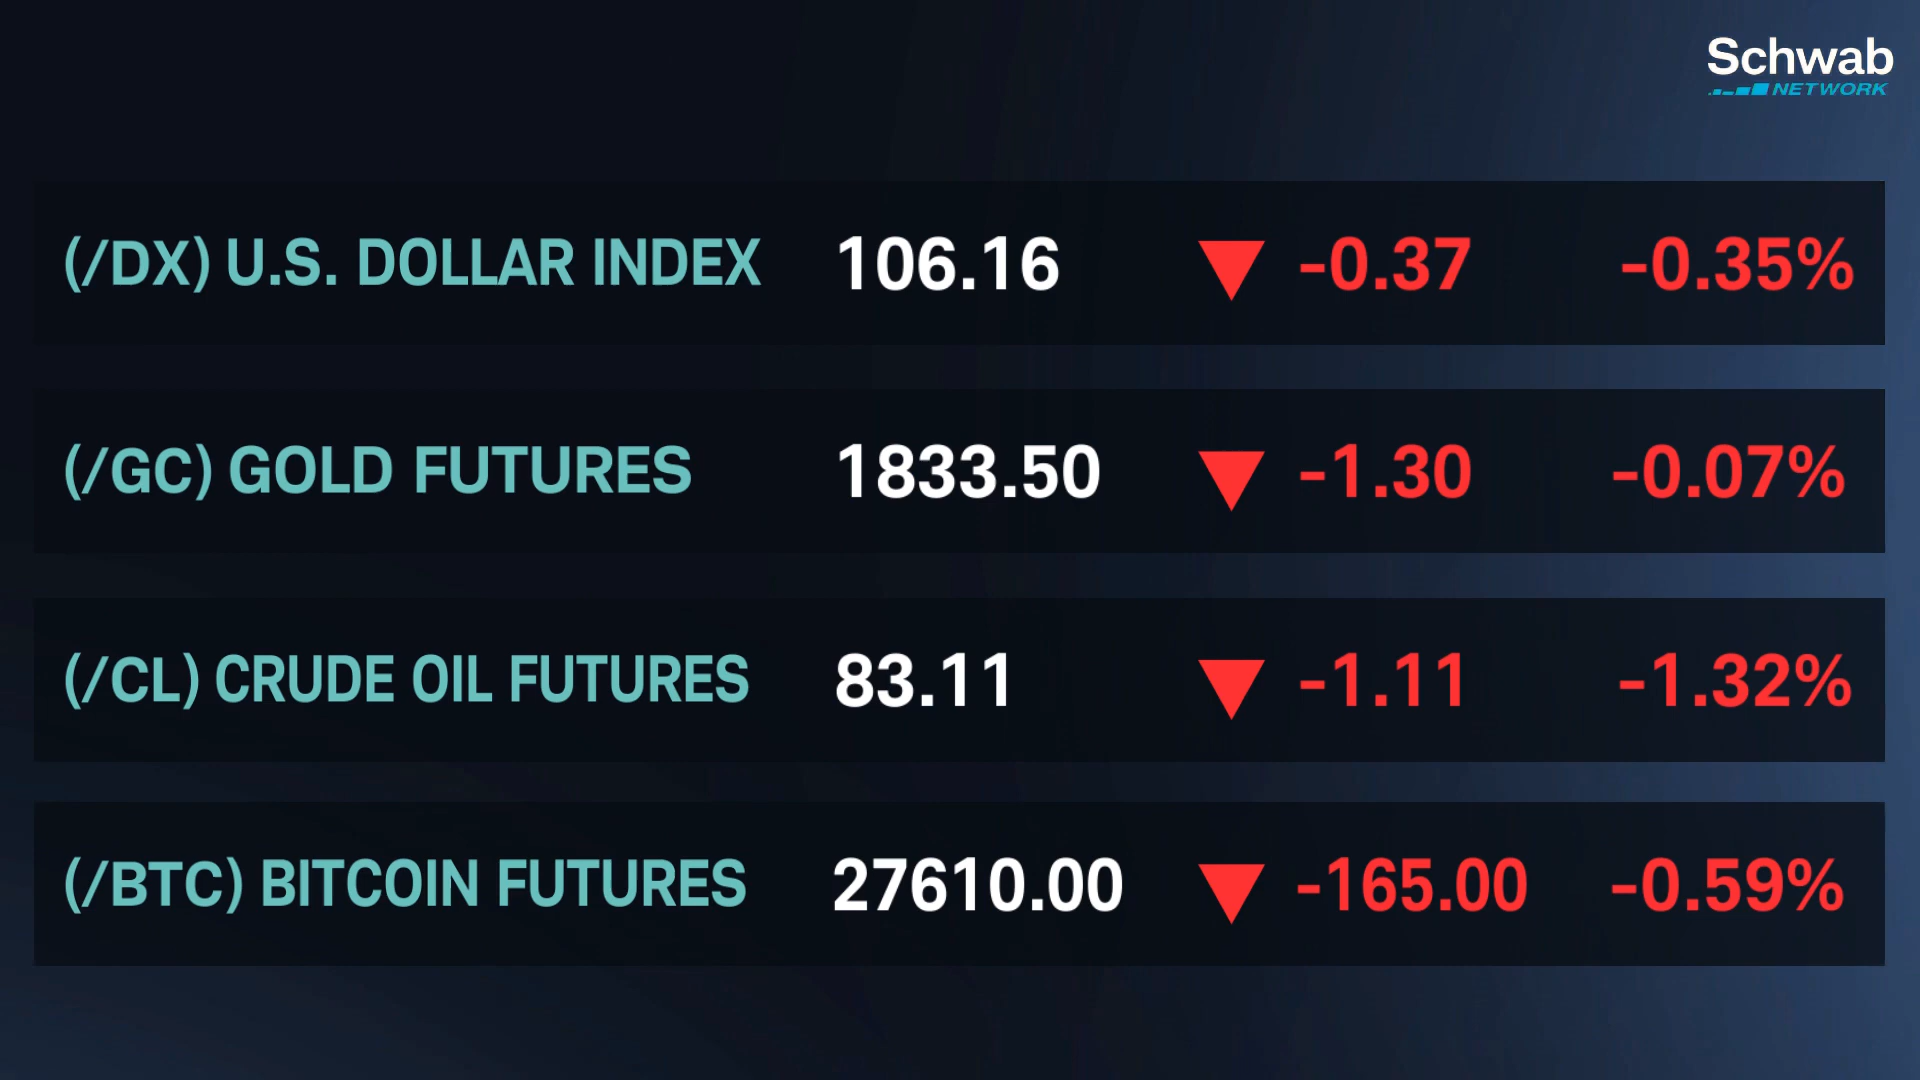 Schwab
NETWORK
(/DX) U.S. DOLLAR INDEX 106.16 ▼ -0.37 -0.35%
(/GC) GOLD FUTURES 1833.50 ▼ -1.30 -0.07%
(/CL) CRUDE OIL FUTURES 83.11 ▼ -1.11 -1.32%
(/BTC) BITCOIN FUTURES 27610.00 ▼ -165.00 -0.59%